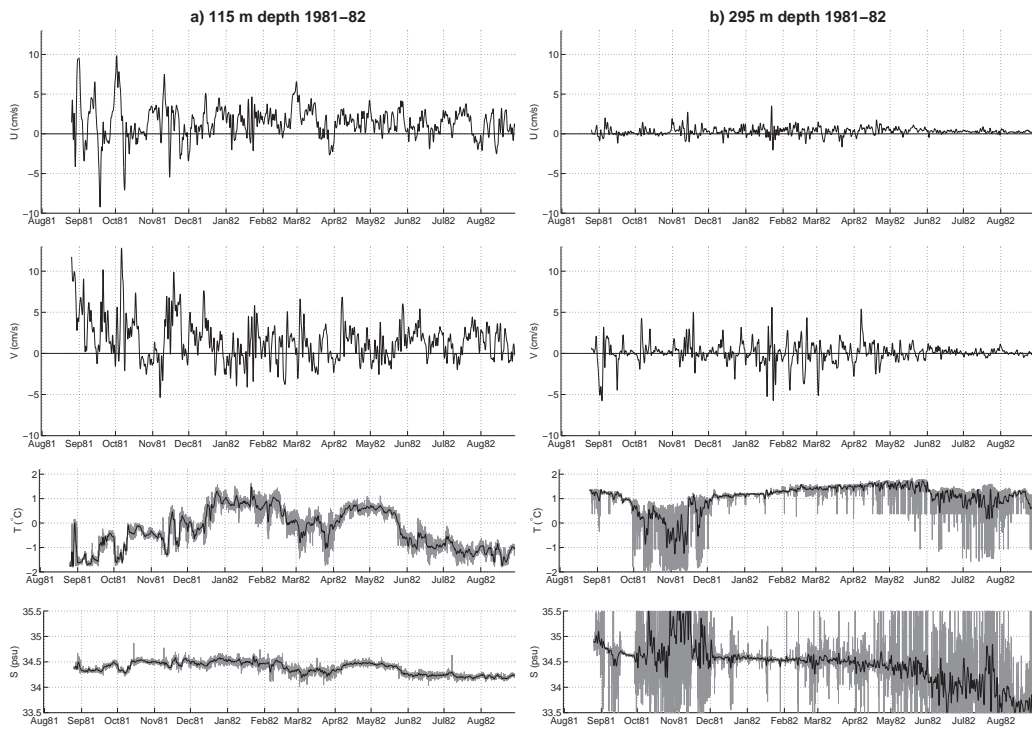 a) 115 m depth 1981−82
10
5
0
−5
−10
U (cm/s)
Aug81 Sep81 Oct81 Nov81 Dec81 Jan82 Feb82 Mar82 Apr82 May82 Jun82 Jul82 Aug82
10
5
0
−5
−10
V (cm/s)
Aug81 Sep81 Oct81 Nov81 Dec81 Jan82 Feb82 Mar82 Apr82 May82 Jun82 Jul82 Aug82
2
1
0
−1
−2
T (°C)
Aug81 Sep81 Oct81 Nov81 Dec81 Jan82 Feb82 Mar82 Apr82 May82 Jun82 Jul82 Aug82
35.5
35
34.5
34
33.5
S (psu)
Aug81 Sep81 Oct81 Nov81 Dec81 Jan82 Feb82 Mar82 Apr82 May82 Jun82 Jul82 Aug82
b) 295 m depth 1981−82
10
5
0
−5
−10
U (cm/s)
Aug81 Sep81 Oct81 Nov81 Dec81 Jan82 Feb82 Mar82 Apr82 May82 Jun82 Jul82 Aug82
10
5
0
−5
−10
V (cm/s)
Aug81 Sep81 Oct81 Nov81 Dec81 Jan82 Feb82 Mar82 Apr82 May82 Jun82 Jul82 Aug82
2
1
0
−1
−2
T (°C)
Aug81 Sep81 Oct81 Nov81 Dec81 Jan82 Feb82 Mar82 Apr82 May82 Jun82 Jul82 Aug82
35.5
35
34.5
34
33.5
S (psu)
Aug81 Sep81 Oct81 Nov81 Dec81 Jan82 Feb82 Mar82 Apr82 May82 Jun82 Jul82 Aug82